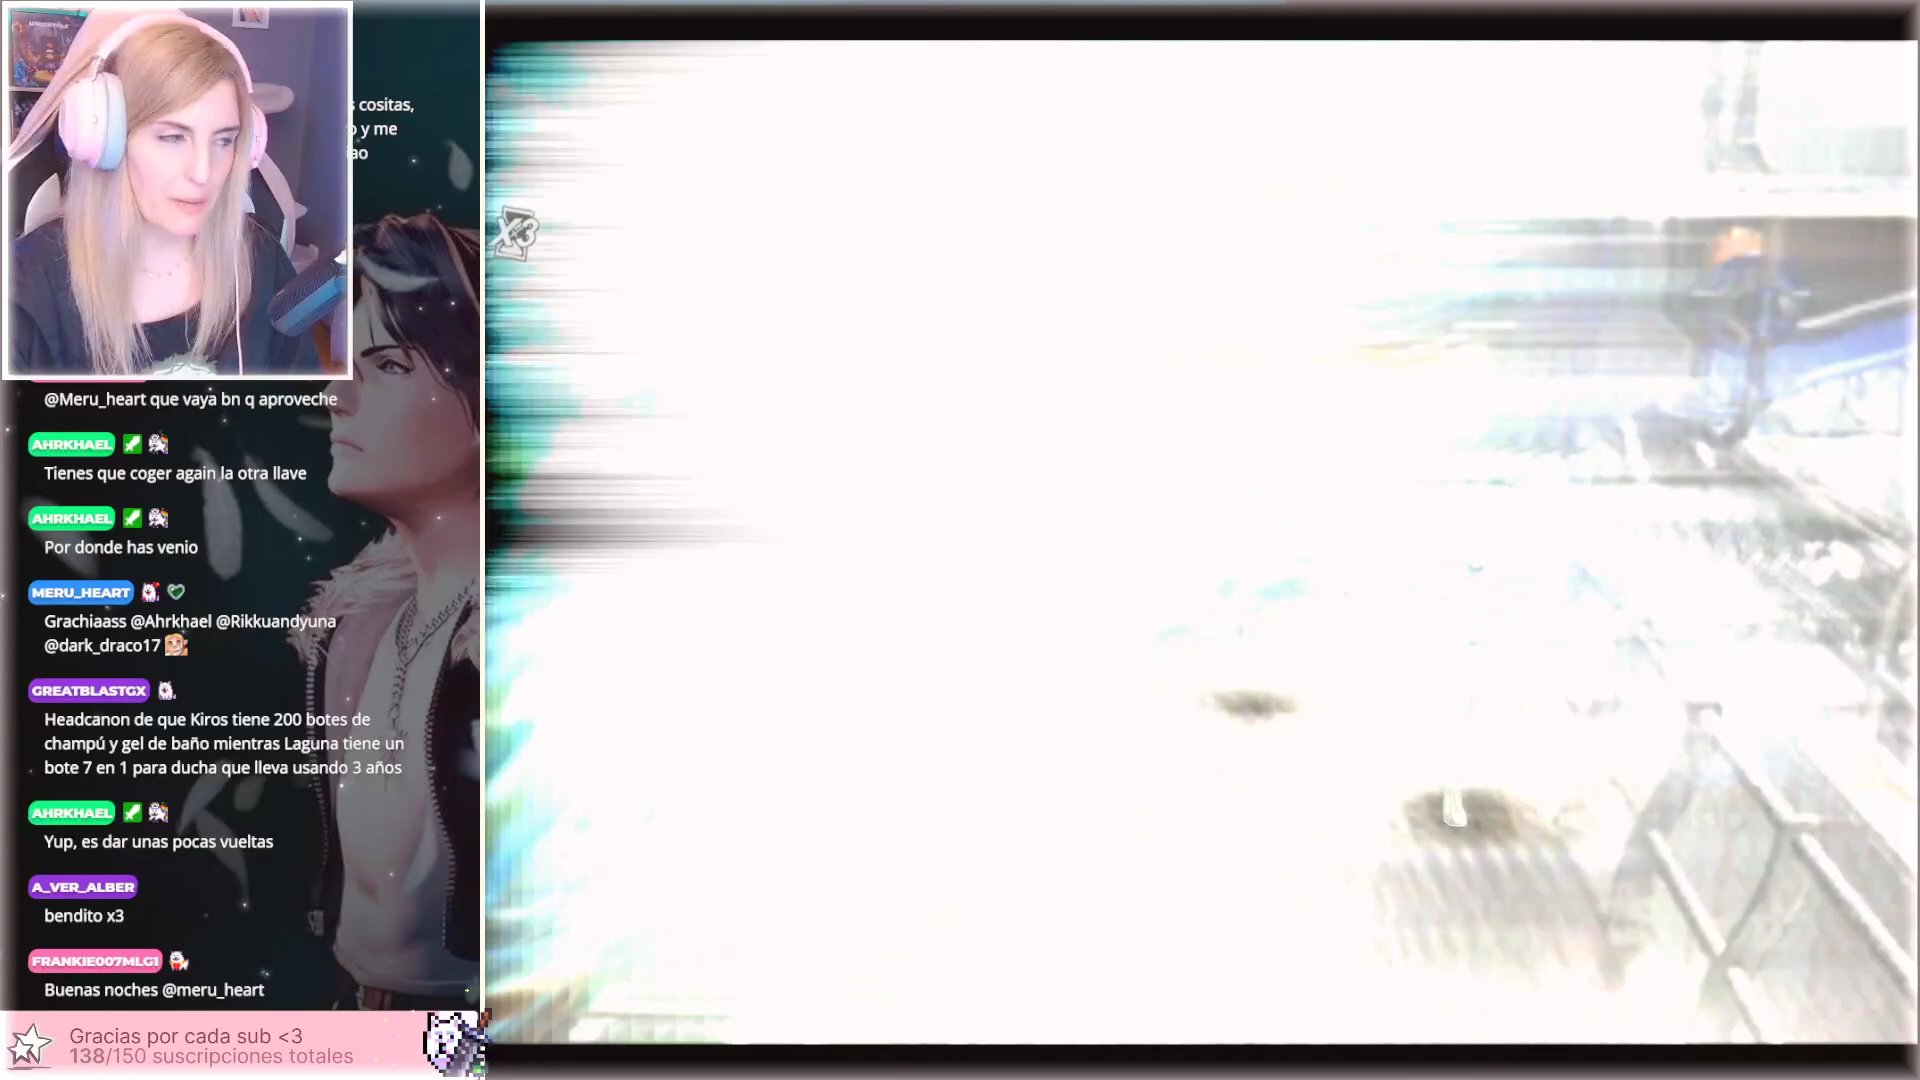 s cositas,
o y me
ao
@Meru_heart que vaya bn q aproveche
AHRKHAEL
Tienes que coger again la otra llave
AHRKHAEL
Por donde has venio
MERU_HEART
Grachiaass @Ahrkhael @Rikkuandyuna
@dark_draco17
GREATBLASTGX
Headcanon de que Kiros tiene 200 botes de
champú y gel de baño mientras Laguna tiene un
bote 7 en 1 para ducha que lleva usando 3 años
AHRKHAEL
Yup, es dar unas pocas vueltas
A_VER_ALBER
bendito x3
FRANKIE007MLG1
Buenas noches @meru_heart
Gracias por cada sub <3
138/150 suscripciones totales
X3